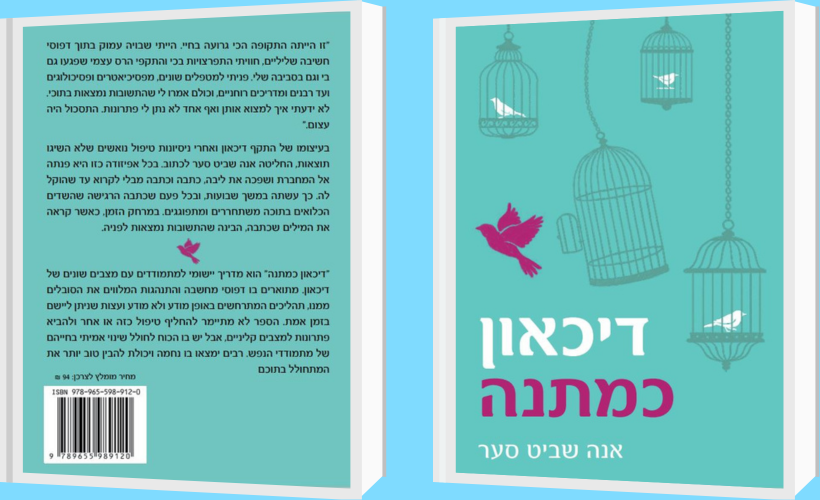 "זו הייתה התקופה הכי גרועה בחיי. הייתי שבויה עמוק בתוך דפוסי
חשיבה שליליים, חוויתי התפרצויות בכי והתקפי הרס עצמי שפגעו גם
בי וגם בסביבה שלי. פניתי למטפלים שונים, מפסיכיאטרים ופסיכולוגים
ועד רבנים ומדריכים רוחניים, וכולם אמרו לי שהתשובות נמצאות בתוכי.
לא ידעתי איך למצוא אותן ואף אחד לא נתן לי פתרונות. התסכול היה
עצום."
בעיצומו של התקף דיכאון ואחרי ניסיונות טיפול נואשים שלא השיגו
תוצאות, החליטה אנה שביט סער לכתוב. בכל אפיזודה כזו היא פנתה
אל המחברת ושפכה את ליבה, כתבה וכתבה מבלי לקרוא עד שהוקל
לה. כך עשתה במשך שבועות, ובכל פעם שכתבה הרגישה שהשדים
הכלואים בתוכה משתחררים ומתפוגגים. במרחק הזמן, כאשר קראה
את המילים שכתבה, הבינה שהתשובות נמצאות לפניה.
"דיכאון כמתנה" הוא מדריך יישומי למתמודדים עם מצבים שונים של
דיכאון. מתוארים בו דפוסי מחשבה והתנהגות המלווים את הסובלים
ממנו, תהליכים המתרחשים באופן מודע ולא מודע ועצות שניתן ליישם
בזמן אמת. הספר לא מתיימר להחליף טיפול כזה או אחר ולהביא
פתרונות למצבים קליניים, אבל יש בו הכוח לחולל שינוי אמיתי בחייהם
של מתמודדי הנפש. רבים ימצאו בו נחמה ויכולת להבין טוב יותר את
המתחולל בתוכם
מחיר מומלץ לצרכן: 94 ₪
ISBN 978-965-598-912-0
9 789655 989120
דיכאון
כמתנה
אנה שביט סער